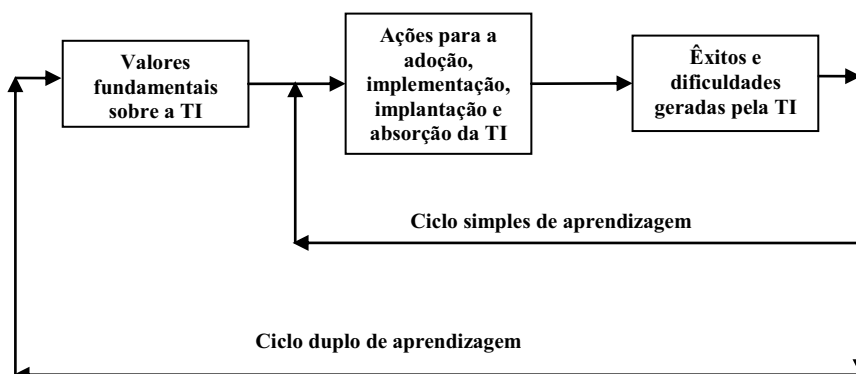 Valores
fundamentais
sobre a TI
Ações para a
adoção,
implementação,
implantação e
absorção da TI
Êxitos e
dificuldades
geradas pela TI
Ciclo simples de aprendizagem
Ciclo duplo de aprendizagem